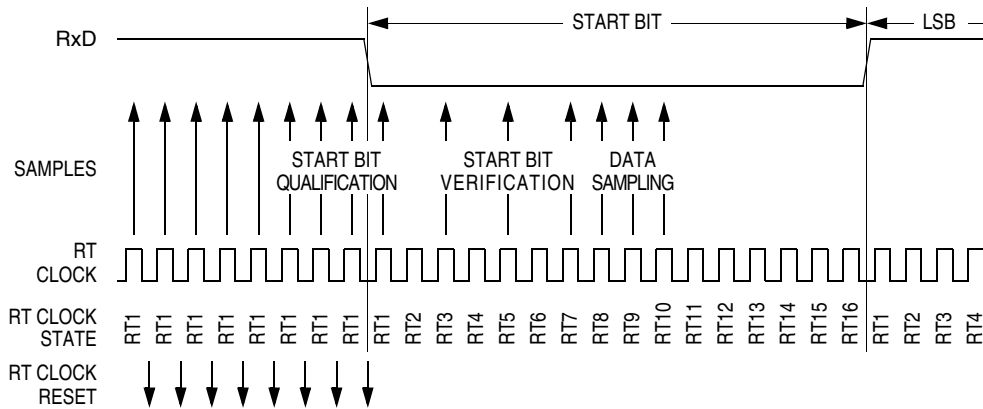 START BIT LSB
RxD
SAMPLES
START BIT QUALIFICATION
START BIT VERIFICATION
DATA SAMPLING
RT CLOCK
RT CLOCK STATE
RT1 RT1 RT1 RT1 RT1 RT1 RT1 RT1 RT1 RT2 RT3 RT4 RT5 RT6 RT7 RT8 RT9 RT10 RT11 RT12 RT13 RT14 RT15 RT16 RT1 RT2 RT3 RT4
RT CLOCK RESET